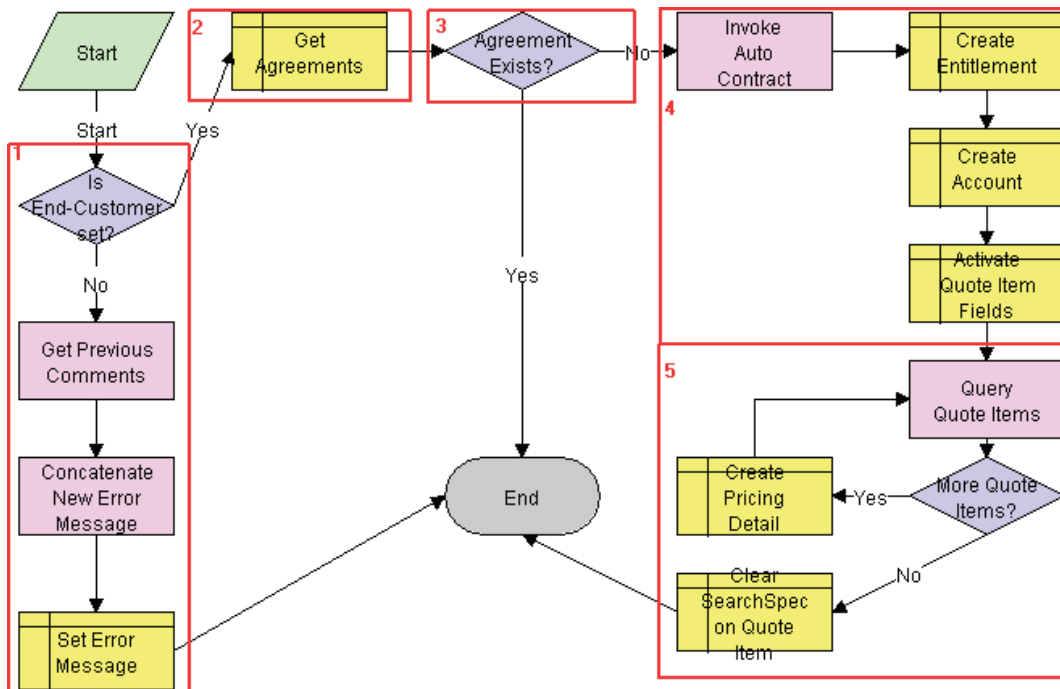 Start
Start
1
Is
End-Customer
set?
Yes
No
Get Previous
Comments
Concatenate
New Error
Message
Set Error
Message
2
Get
Agreements
3
Agreement
Exists?
No
Yes
End
4
Invoke
Auto
Contract
Create
Entitlement
Create
Account
Activate
Quote Item
Fields
5
Query
Quote Items
More Quote
Items?
Yes
Create
Pricing
Detail
No
Clear
SearchSpec
on Quote
Item